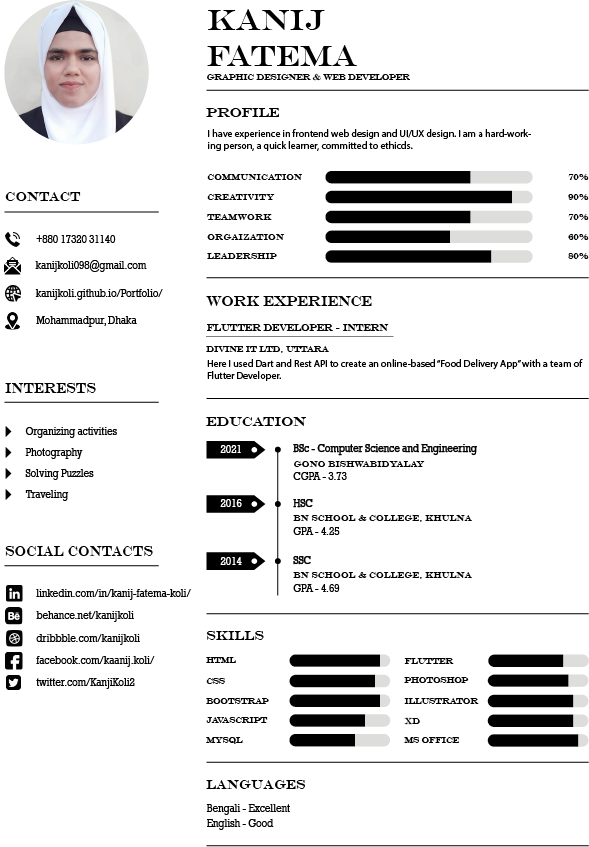 KANIJ
FATEMA
GRAPHIC DESIGNER & WEB DEVELOPER
CONTACT
+880 17320 31140
kanijkoli098@gmail.com
kanijkoli.github.io/Portfolio/
Mohammadpur, Dhaka
INTERESTS
Organizing activities
Photography
Solving Puzzles
Traveling
SOCIAL CONTACTS
in linkedin.com/in/kanij-fatema-koli/
Bē behance.net/kanijkoli
dribbble.com/kanijkoli
f facebook.com/kaanij.koli/
twitter.com/KanjiKoli2
PROFILE
I have experience in frontend web design and UI/UX design. I am a hard-work-
ing person, a quick learner, committed to ethicds.
COMMUNICATION 70%
CREATIVITY 90%
TEAMWORK 70%
ORGAIZATION 60%
LEADERSHIP 80%
WORK EXPERIENCE
FLUTTER DEVELOPER - INTERN
DIVINE IT LTD, UTTARA
Here I used Dart and Rest API to create an online-based “Food Delivery App” with a team of
Flutter Developer.
EDUCATION
2021 BSc - Computer Science and Engineering
GONO BISHWABIDYALAY
CGPA - 3.73
2016 HSC
BN SCHOOL & COLLEGE, KHULNA
GPA - 4.25
2014 SSC
BN SCHOOL & COLLEGE, KHULNA
GPA - 4.69
SKILLS
HTML FLUTTER
CSS PHOTOSHOP
BOOTSTRAP ILLUSTRATOR
JAVASCRIPT XD
MYSQL MS OFFICE
LANGUAGES
Bengali - Excellent
English - Good